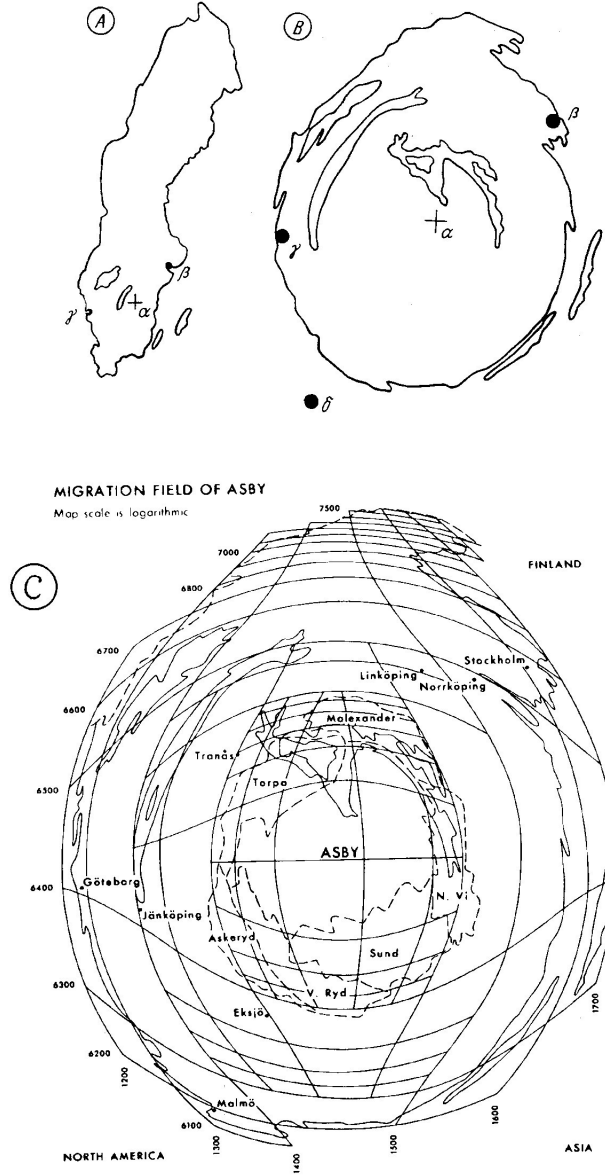 A
B
β
α
γ
β
γ
α
δ
MIGRATION FIELD OF ASBY
Map scale is logarithmic
C
7500
7000
6800
6700
6600
6500
6400
6300
6200
6100
1200
1300
1400
1500
1600
1700
FINLAND
Stockholm
Linköping
Norrköping
Malexander
Tranås
Torpa
ASBY
Göteborg
Jänköping
N. Vi
Askeryd
Sund
V. Ryd
Eksjö
Malmö
NORTH AMERICA
ASIA